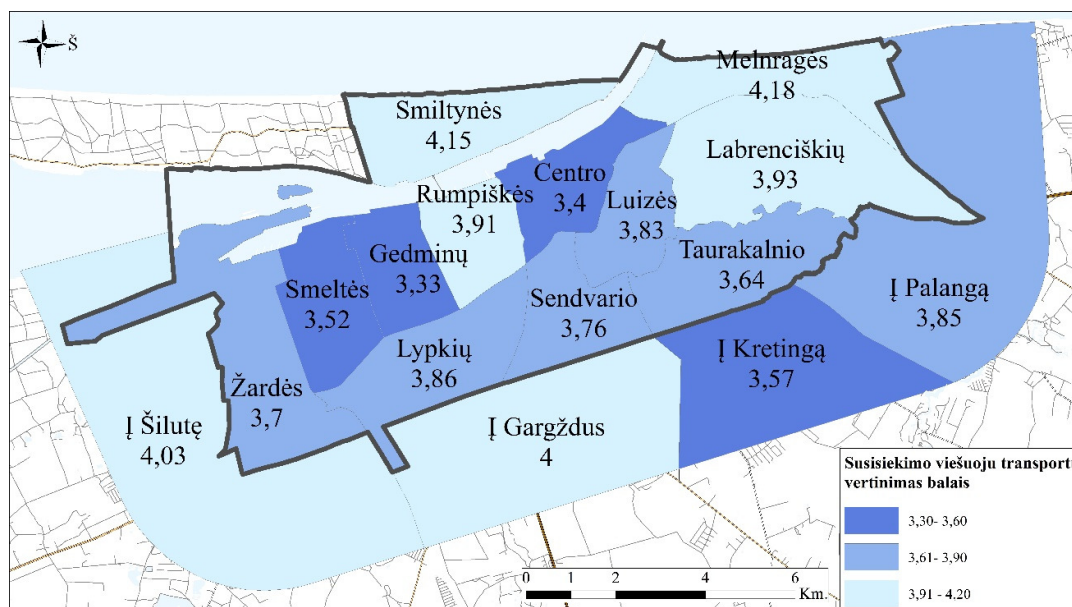 Š
Melnragės
4,18
Smiltynės
4,15
Labrenciškių
3,93
Centro
3,4
Rumpiškės
3,91
Luizės
3,83
Gedminų
3,33
Taurakalnio
3,64
Smeltės
3,52
Sendvario
3,76
Į Palangą
3,85
Lypkių
3,86
Į Kretingą
3,57
Žardės
3,7
Į Šilutę
4,03
Į Gargždus
4
Susisiekimo viešuoju transporti
vertinimas balais
3,30- 3,60
3,61- 3,90
3,91 - 4,20
0 1 2 4 6
Km.